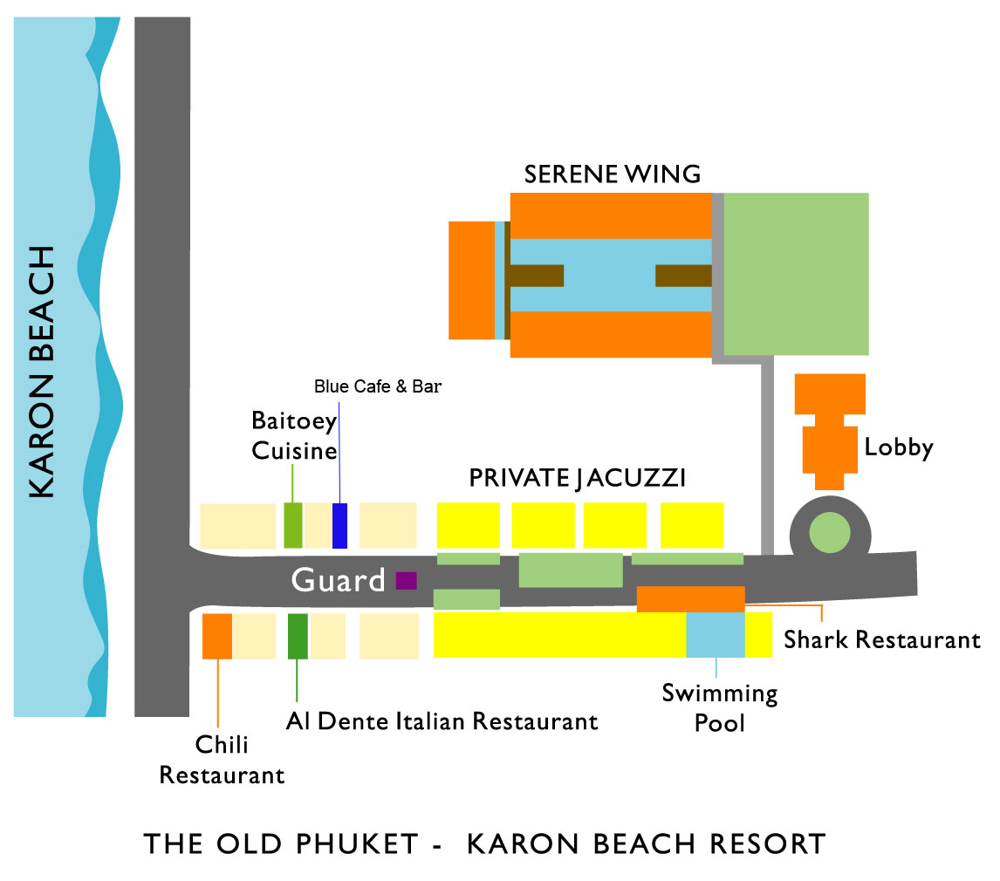 SERENE WING
KARON BEACH
Blue Cafe & Bar
Baitoey
Cuisine
Lobby
PRIVATE JACUZZI
Guard
Shark Restaurant
Swimming
Pool
Al Dente Italian Restaurant
Chili
Restaurant
THE OLD PHUKET - KARON BEACH RESORT